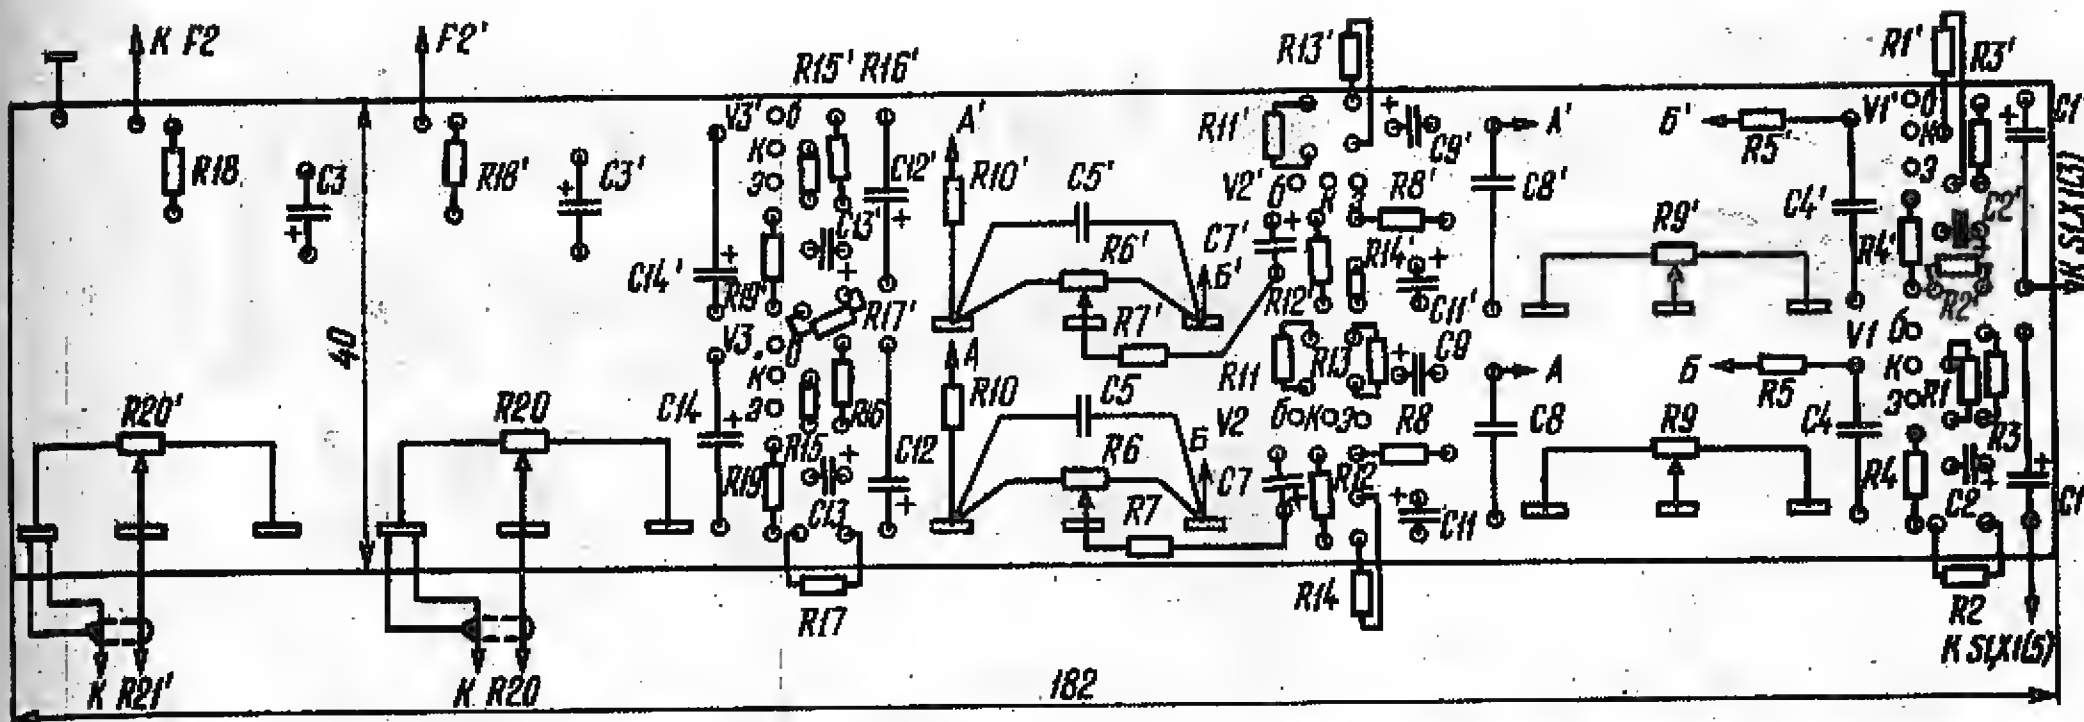 К F2
F2'
R15' R16'
R13'
R1'
R3'
V3'
б
К
Э
R18
C3
R18'
C3'
C12'
А'
R10'
C5'
R11'
C9'
А'
Б'
R5'
V1'
б
К
Э
C1'
К S1,X1(3)
V2'
б
К
Э
R8'
C8'
C4'
C2'
C13'
C14'
R19'
R17'
R6'
Б'
C7'
R12'
R14'
C11'
R9'
R4'
R2'
40
V3
б
К
Э
А
R7'
R11
R13
C9
А
Б
R5
V1
б
К
Э
R1
R3
R20'
R20
C14
R15
R16
R10
C5
V2
б
К
Э
R8
C8
R9
C4
R19
C13
C12
R6
Б
C7
R12
C11
R4
C2
C1
R7
R17
R14
R2
К S1,X1(5)
К R21'
К R20
182